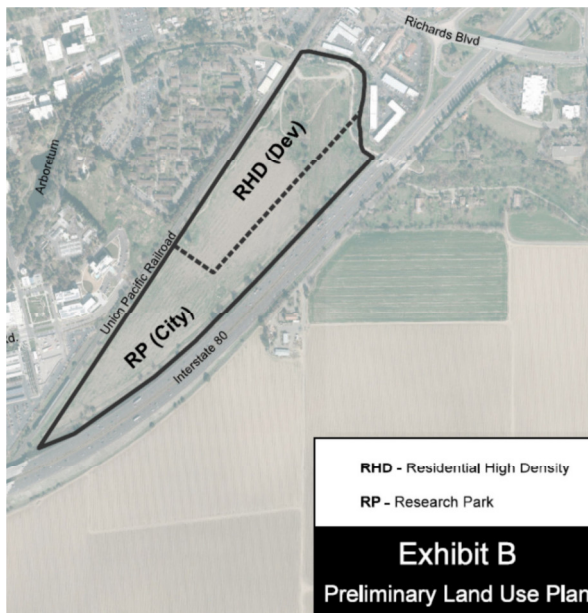 Richards Blvd
Arboretum
RHD (Dev)
Union Pacific Railroad
RP (City)
Interstate 80
Rd.
RHD - Residential High Density
RP - Research Park
Exhibit B
Preliminary Land Use Plan